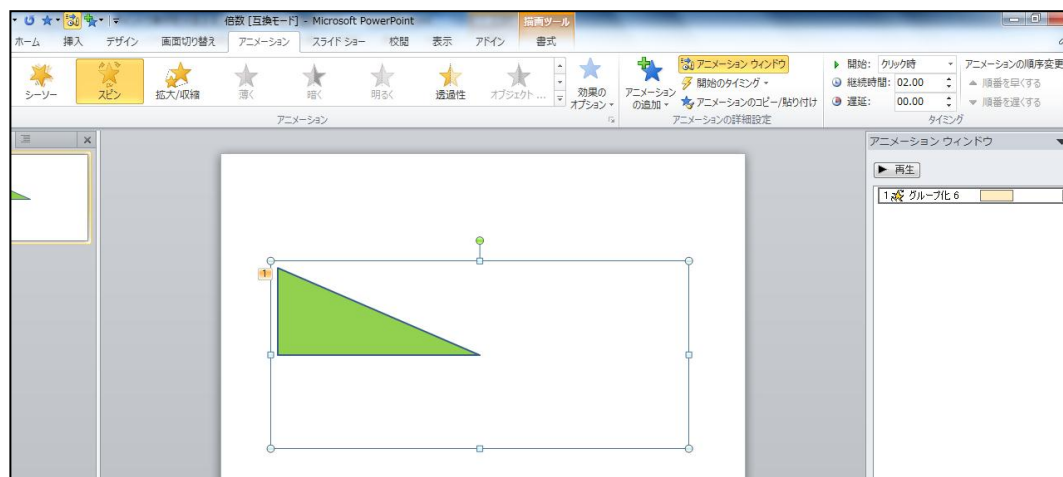 倍数 [互換モード] - Microsoft PowerPoint
描画ツール
ホーム 挿入 デザイン 画面切り替え アニメーション スライド ショー 校閲 表示 アドイン 書式
シーソー スピン 拡大/収縮 薄く 暗く 明るく 透過性 オブジェクト ...
効果の
オプション
アニメーション
の追加
アニメーション ウィンドウ
開始のタイミング
アニメーションのコピー/貼り付け
開始: クリック時
継続時間: 02.00
遅延: 00.00
アニメーションの順序変更
順番を早くする
順番を遅くする
アニメーション アニメーションの詳細設定 タイミング
アニメーション ウィンドウ
再生
1 グループ化 6
1